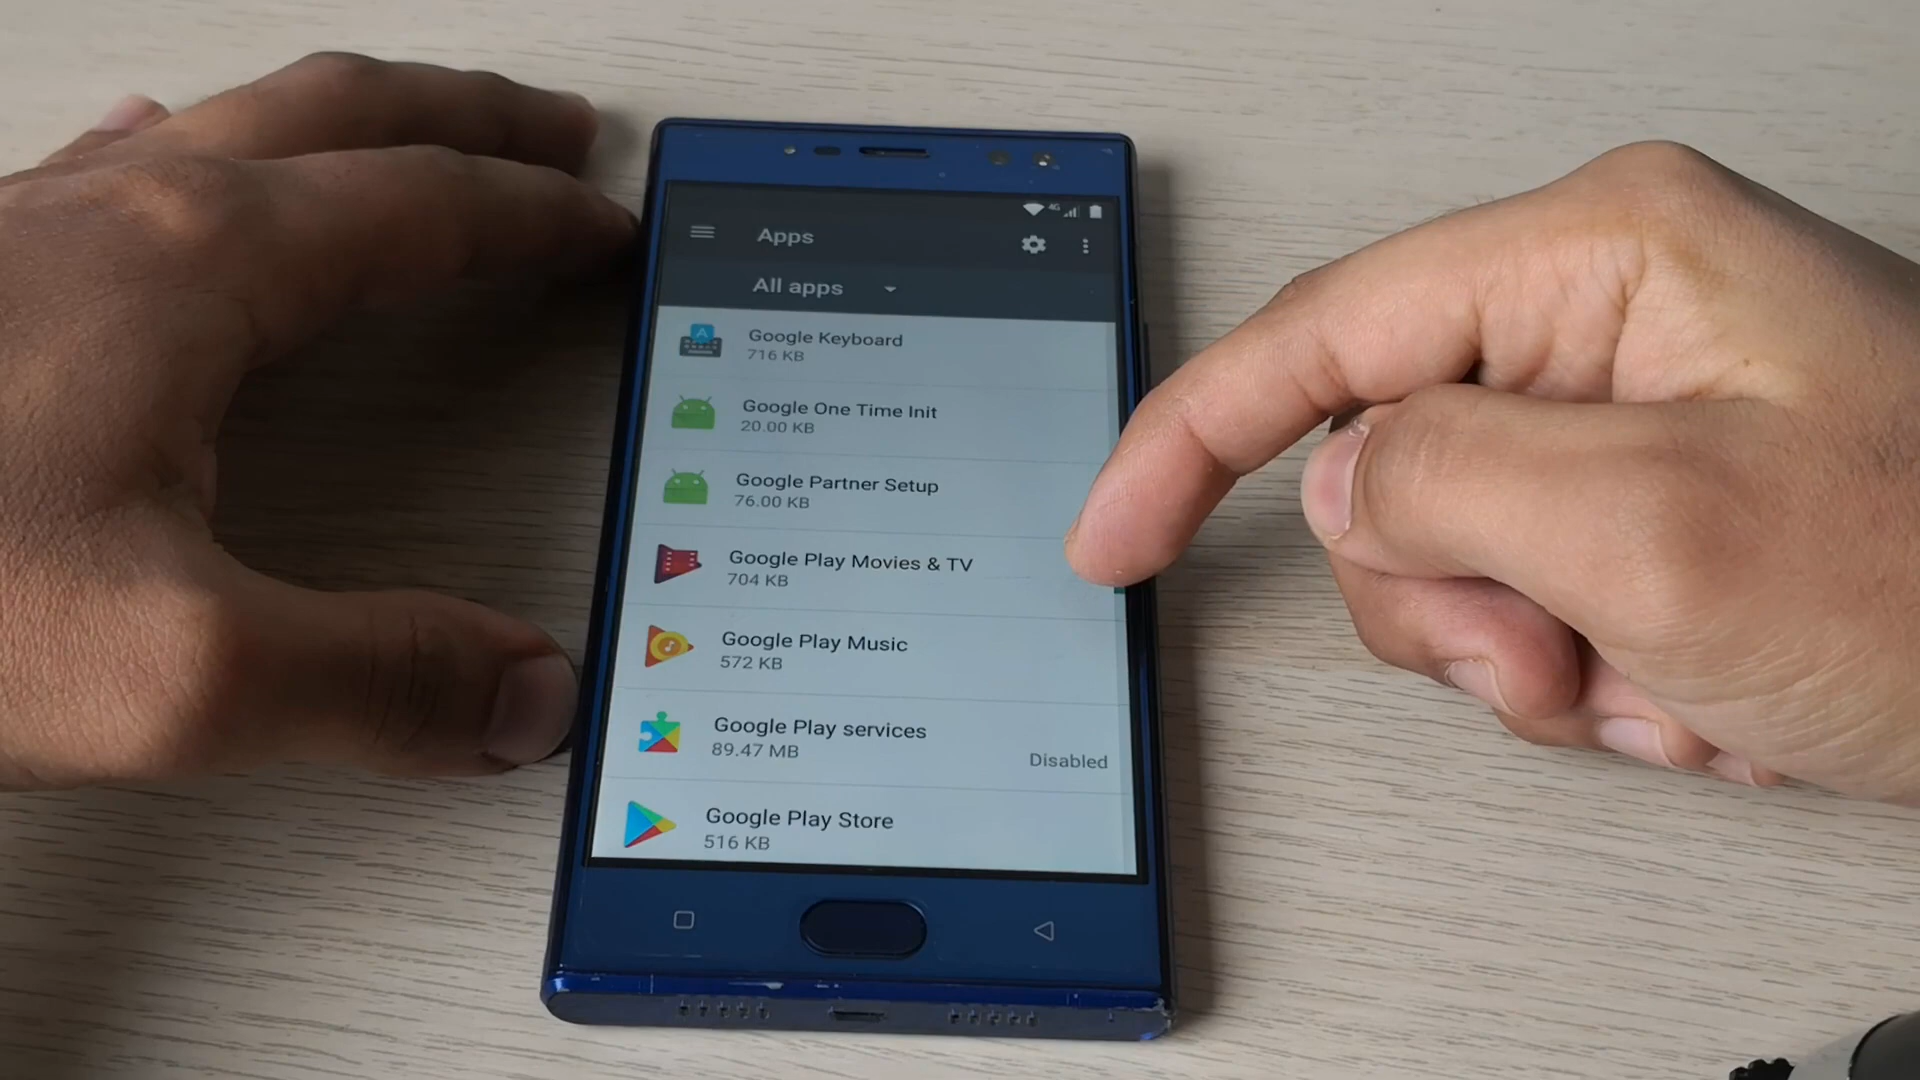 4G
Apps
All apps
Google Keyboard
716 KB
Google One Time Init
20.00 KB
Google Partner Setup
76.00 KB
Google Play Movies & TV
704 KB
Google Play Music
572 KB
Google Play services
89.47 MB
Disabled
Google Play Store
516 KB